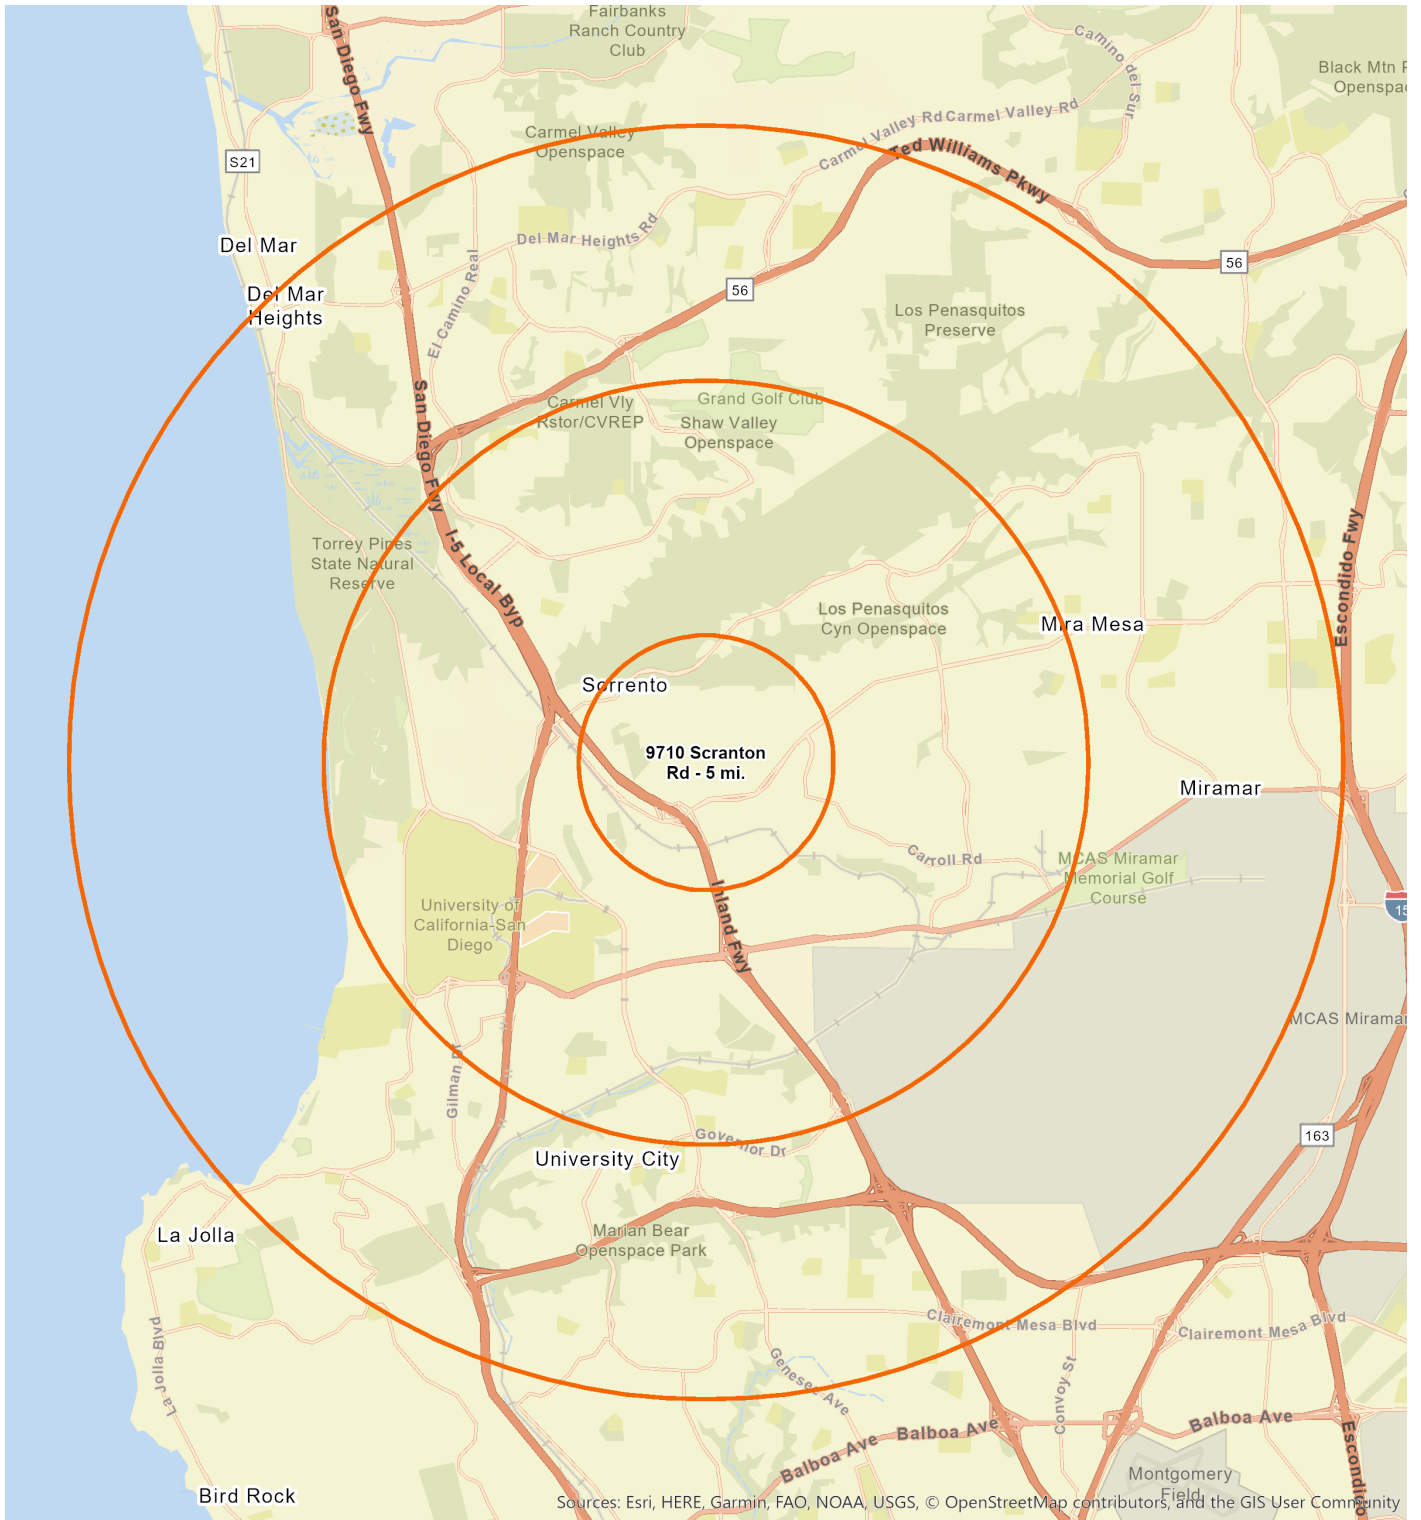 San Diego Fwy
Fairbanks
Ranch Country
Club
Camino del Sur
Black Mtn
Openspac
Carmel Valley Rd
Carmel Valley Rd
Carmel Valley
Openspace
S21
Ted Williams Pkwy
Del Mar
Del Mar Heights Rd
56
56
Del Mar
Heights
El Camino Real
Los Penasquitos
Preserve
San Diego Fwy
Carmel Vly
Rstor/CVREP
Grand Golf Club
Shaw Valley
Openspace
I-5 Local Byp
Torrey Pines
State Natural
Reserve
Escondido Fwy
Los Penasquitos
Cyn Openspace
Mira Mesa
Sorrento
9710 Scranton
Rd - 5 mi.
Miramar
Carroll Rd
MCAS Miramar
Memorial Golf
Course
University of
California-San
Diego
Inland Fwy
15
MCAS Miramar
Gilman Dr
163
Governor Dr
University City
La Jolla
Marian Bear
Openspace Park
La Jolla Blvd
Clairemont Mesa Blvd
Clairemont Mesa Blvd
Genesee Ave
Convoy St
Balboa Ave
Balboa Ave
Balboa Ave
Escondido
Montgomery
Field
Bird Rock
Sources: Esri, HERE, Garmin, FAO, NOAA, USGS, © OpenStreetMap contributors, and the GIS User Community